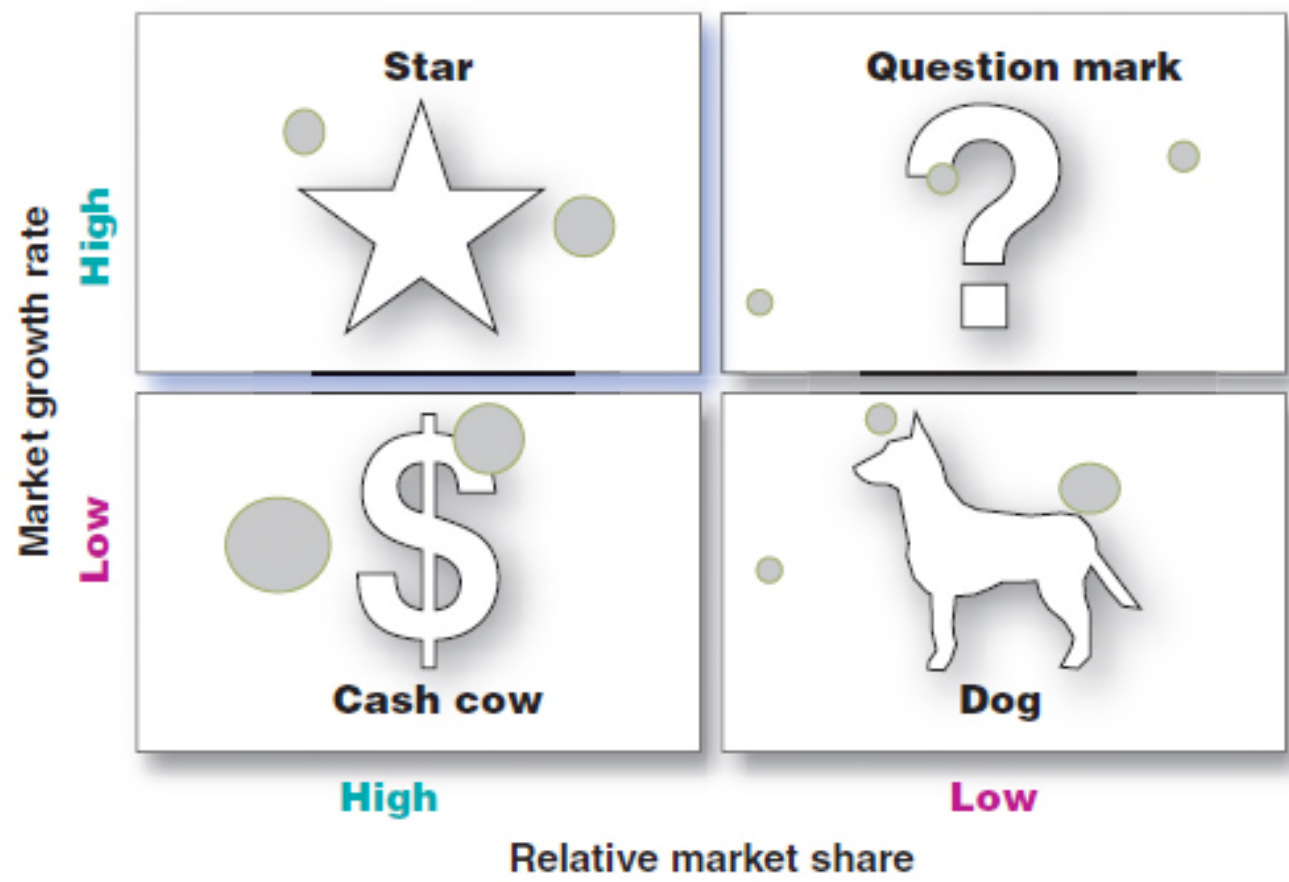 Star
Question mark
Market growth rate
High
Low
Cash cow
Dog
High
Low
Relative market share